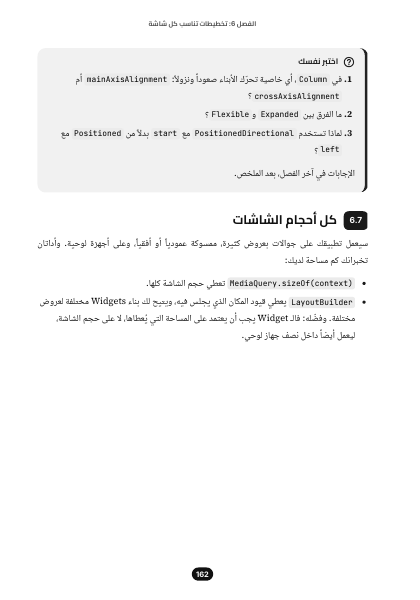 الفصل 6: تخطيطات تناسب كل شاشة
اختبر نفسك
1. في Column، أي خاصية تحرّك الأبناء صعوداً ونزولاً: mainAxisAlignment أم
crossAxisAlignment؟
2. ما الفرق بين Expanded و Flexible؟
3. لماذا تستخدم PositionedDirectional مع start بدلاً من Positioned مع
left؟
الإجابات في آخر الفصل، بعد الملخص.
6.7 كل أحجام الشاشات
سيعمل تطبيقك على جوالات بعروض كثيرة، ممسوكة عمودياً أو أفقياً، وعلى أجهزة لوحية. وأداتان
تخبرانك كم مساحة لديك:
• MediaQuery.sizeOf(context) تعطي حجم الشاشة كلها.
• LayoutBuilder يعطي قيود المكان الذي يجلس فيه، ويتيح لك بناء Widgets مختلفة لعروض
مختلفة. وفضّله: فالـ Widget يجب أن يعتمد على المساحة التي يُعطاها، لا على حجم الشاشة،
ليعمل أيضاً داخل نصف جهاز لوحي.
162